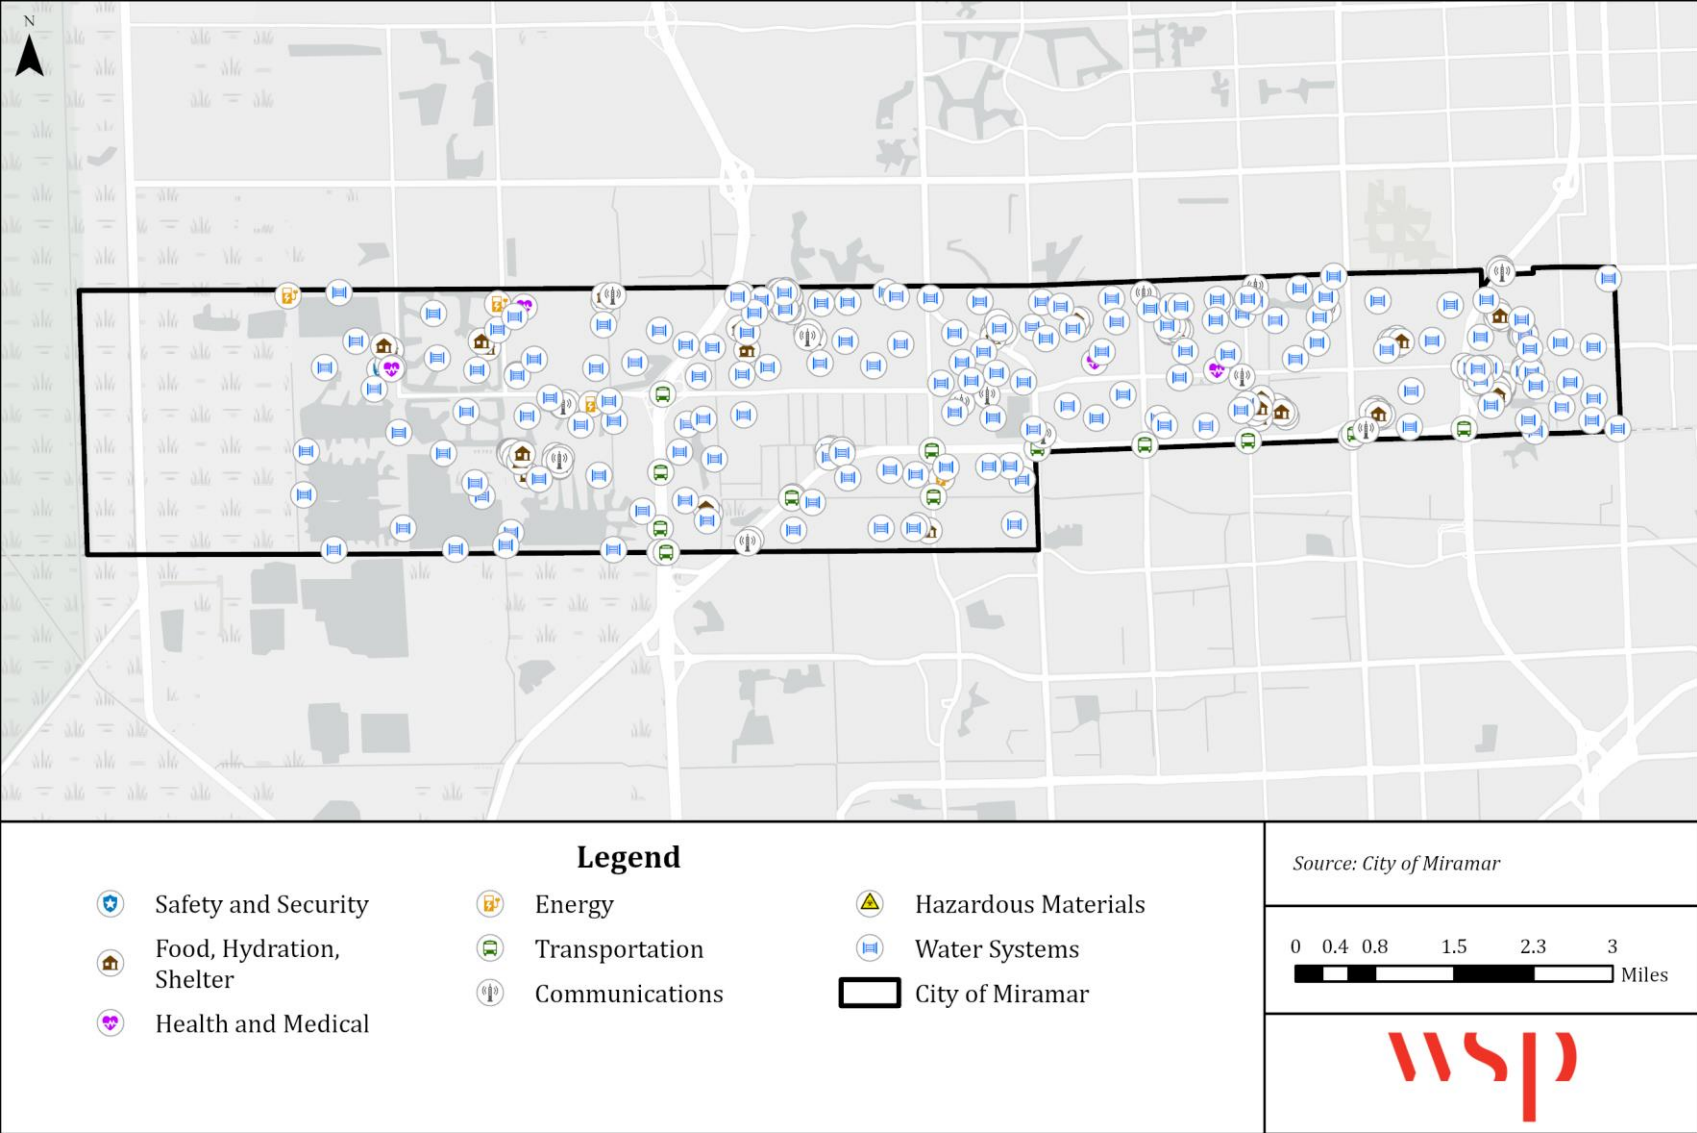 N
Legend
Safety and Security
Food, Hydration,
Shelter
Health and Medical
Energy
Transportation
Communications
Hazardous Materials
Water Systems
City of Miramar
Source: City of Miramar
0 0.4 0.8 1.5 2.3 3
Miles
wsp